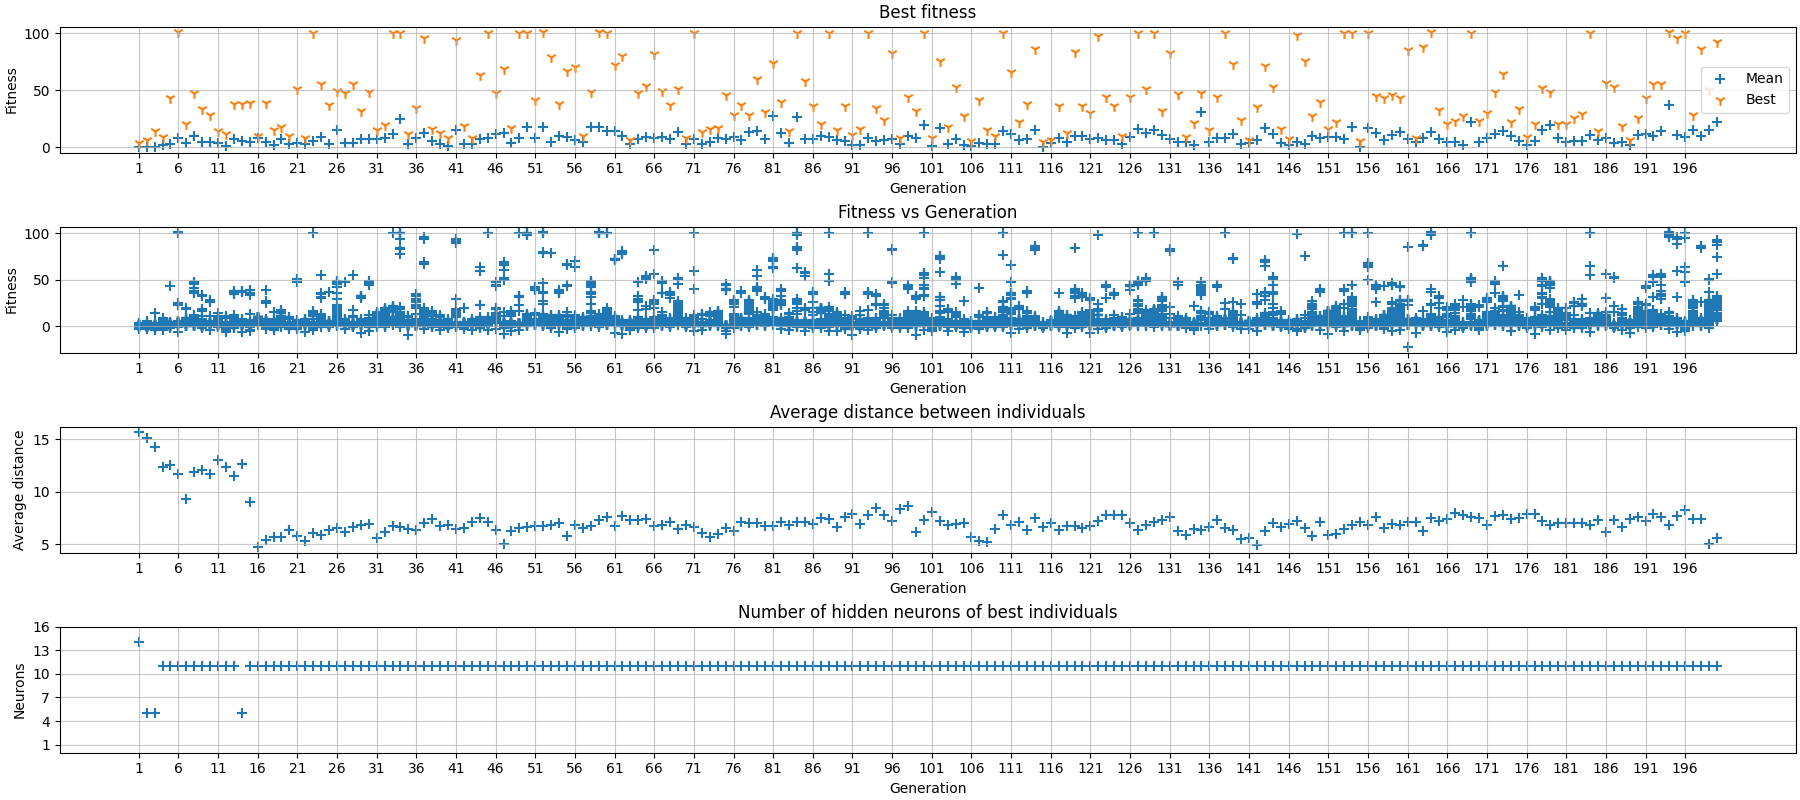 Best fitness
100
50
0
Fitness
Mean
Best
1 6 11 16 21 26 31 36 41 46 51 56 61 66 71 76 81 86 91 96 101 106 111 116 121 126 131 136 141 146 151 156 161 166 171 176 181 186 191 196
Generation
Fitness vs Generation
100
50
0
Fitness
1 6 11 16 21 26 31 36 41 46 51 56 61 66 71 76 81 86 91 96 101 106 111 116 121 126 131 136 141 146 151 156 161 166 171 176 181 186 191 196
Generation
Average distance between individuals
15
10
5
Average distance
1 6 11 16 21 26 31 36 41 46 51 56 61 66 71 76 81 86 91 96 101 106 111 116 121 126 131 136 141 146 151 156 161 166 171 176 181 186 191 196
Generation
Number of hidden neurons of best individuals
16
13
10
7
4
1
Neurons
1 6 11 16 21 26 31 36 41 46 51 56 61 66 71 76 81 86 91 96 101 106 111 116 121 126 131 136 141 146 151 156 161 166 171 176 181 186 191 196
Generation